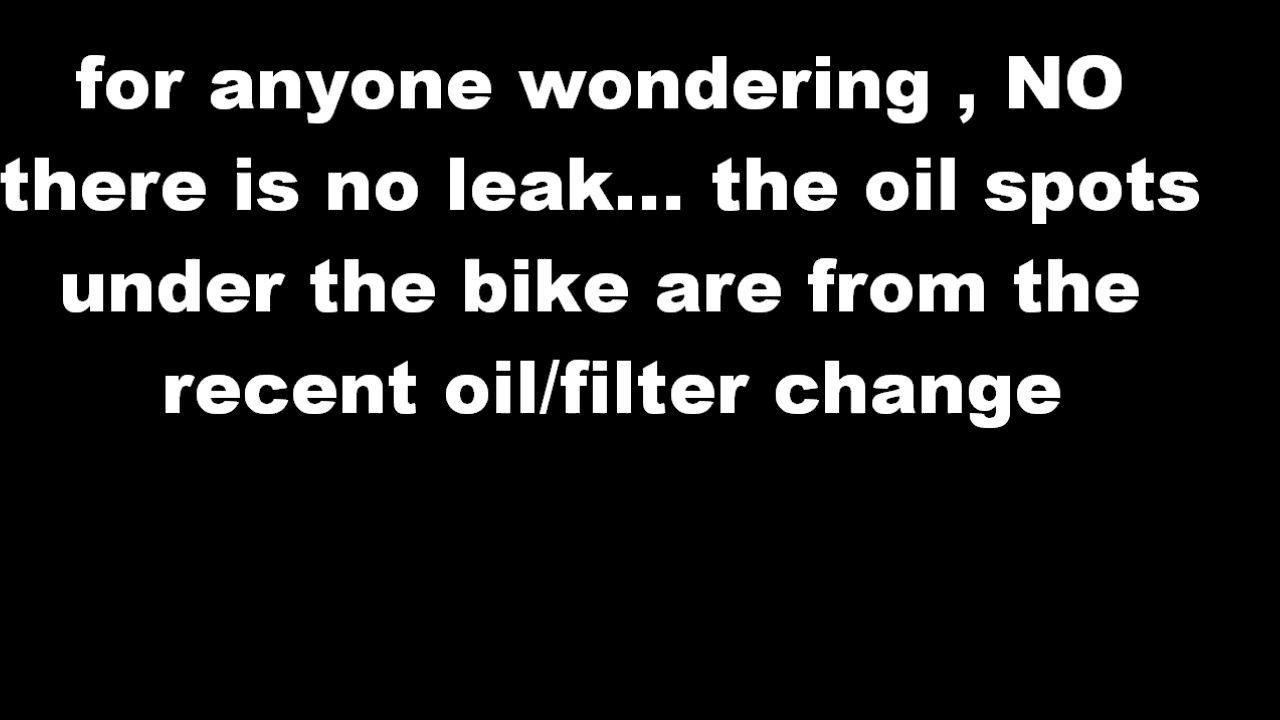 for anyone wondering , NO
there is no leak... the oil spots
under the bike are from the
recent oil/filter change